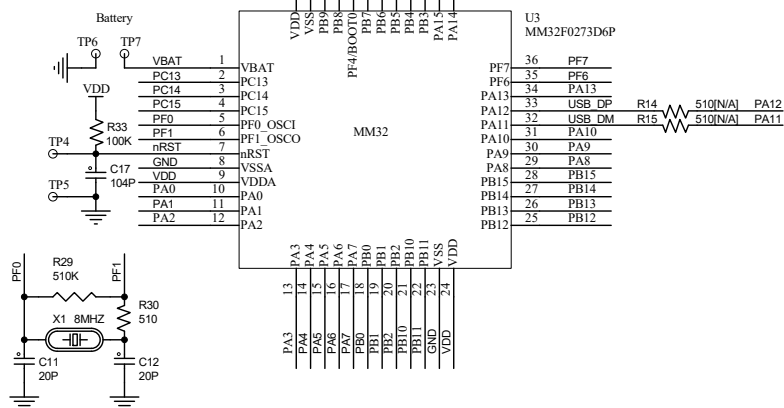 Battery
TP6
TP7
VDD
VSS
PB9
PB8
PF4/BOOT0
PB7
PB6
PB5
PB4
PB3
PA15
PA14
U3
MM32F0273D6P
VBAT 1 VBAT
PC13 2 PC13
PC14 3 PC14
PC15 4 PC15
PF0 5 PF0_OSCI
PF1 6 PF1_OSCO
nRST 7 nRST
GND 8 VSSA
VDD 9 VDDA
PA0 10 PA0
PA1 11 PA1
PA2 12 PA2
VDD
R33
100K
TP4
C17
104P
TP5
MM32
PF7 36 PF7
PF6 35 PF6
PA13 34 PA13
PA12 33 USB_DP R14 510[N/A] PA12
PA11 32 USB_DM R15 510[N/A] PA11
PA10 31 PA10
PA9 30 PA9
PA8 29 PA8
PB15 28 PB15
PB14 27 PB14
PB13 26 PB13
PB12 25 PB12
PA3 13 PA3
PA4 14 PA4
PA5 15 PA5
PA6 16 PA6
PA7 17 PA7
PB0 18 PB0
PB1 19 PB1
PB2 20 PB2
PB10 21 PB10
PB11 22 PB11
VSS 23 GND
VDD 24 VDD
PF0
PF1
R29
510K
R30
510
X1 8MHZ
C11
20P
C12
20P